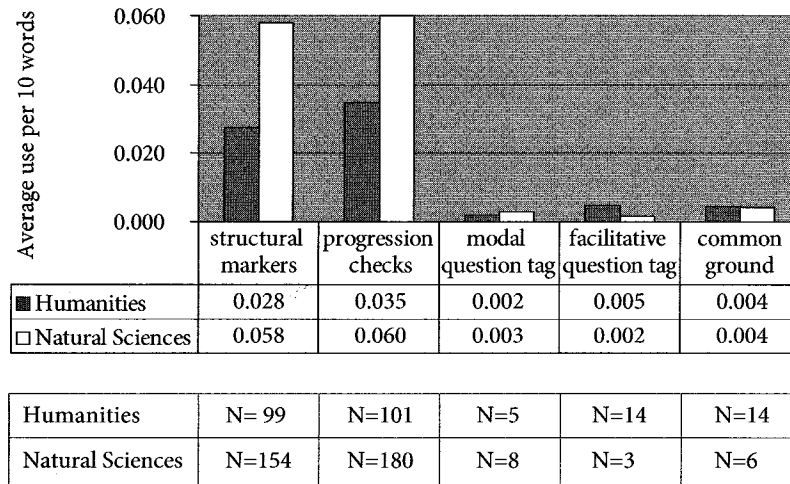 Average use per 10 words
0.060
0.040
0.020
0.000
structural markers
progression checks
modal question tag
facilitative question tag
common ground
Humanities 0.028 0.035 0.002 0.005 0.004
Natural Sciences 0.058 0.060 0.003 0.002 0.004
Humanities N= 99 N=101 N=5 N=14 N=14
Natural Sciences N=154 N=180 N=8 N=3 N=6